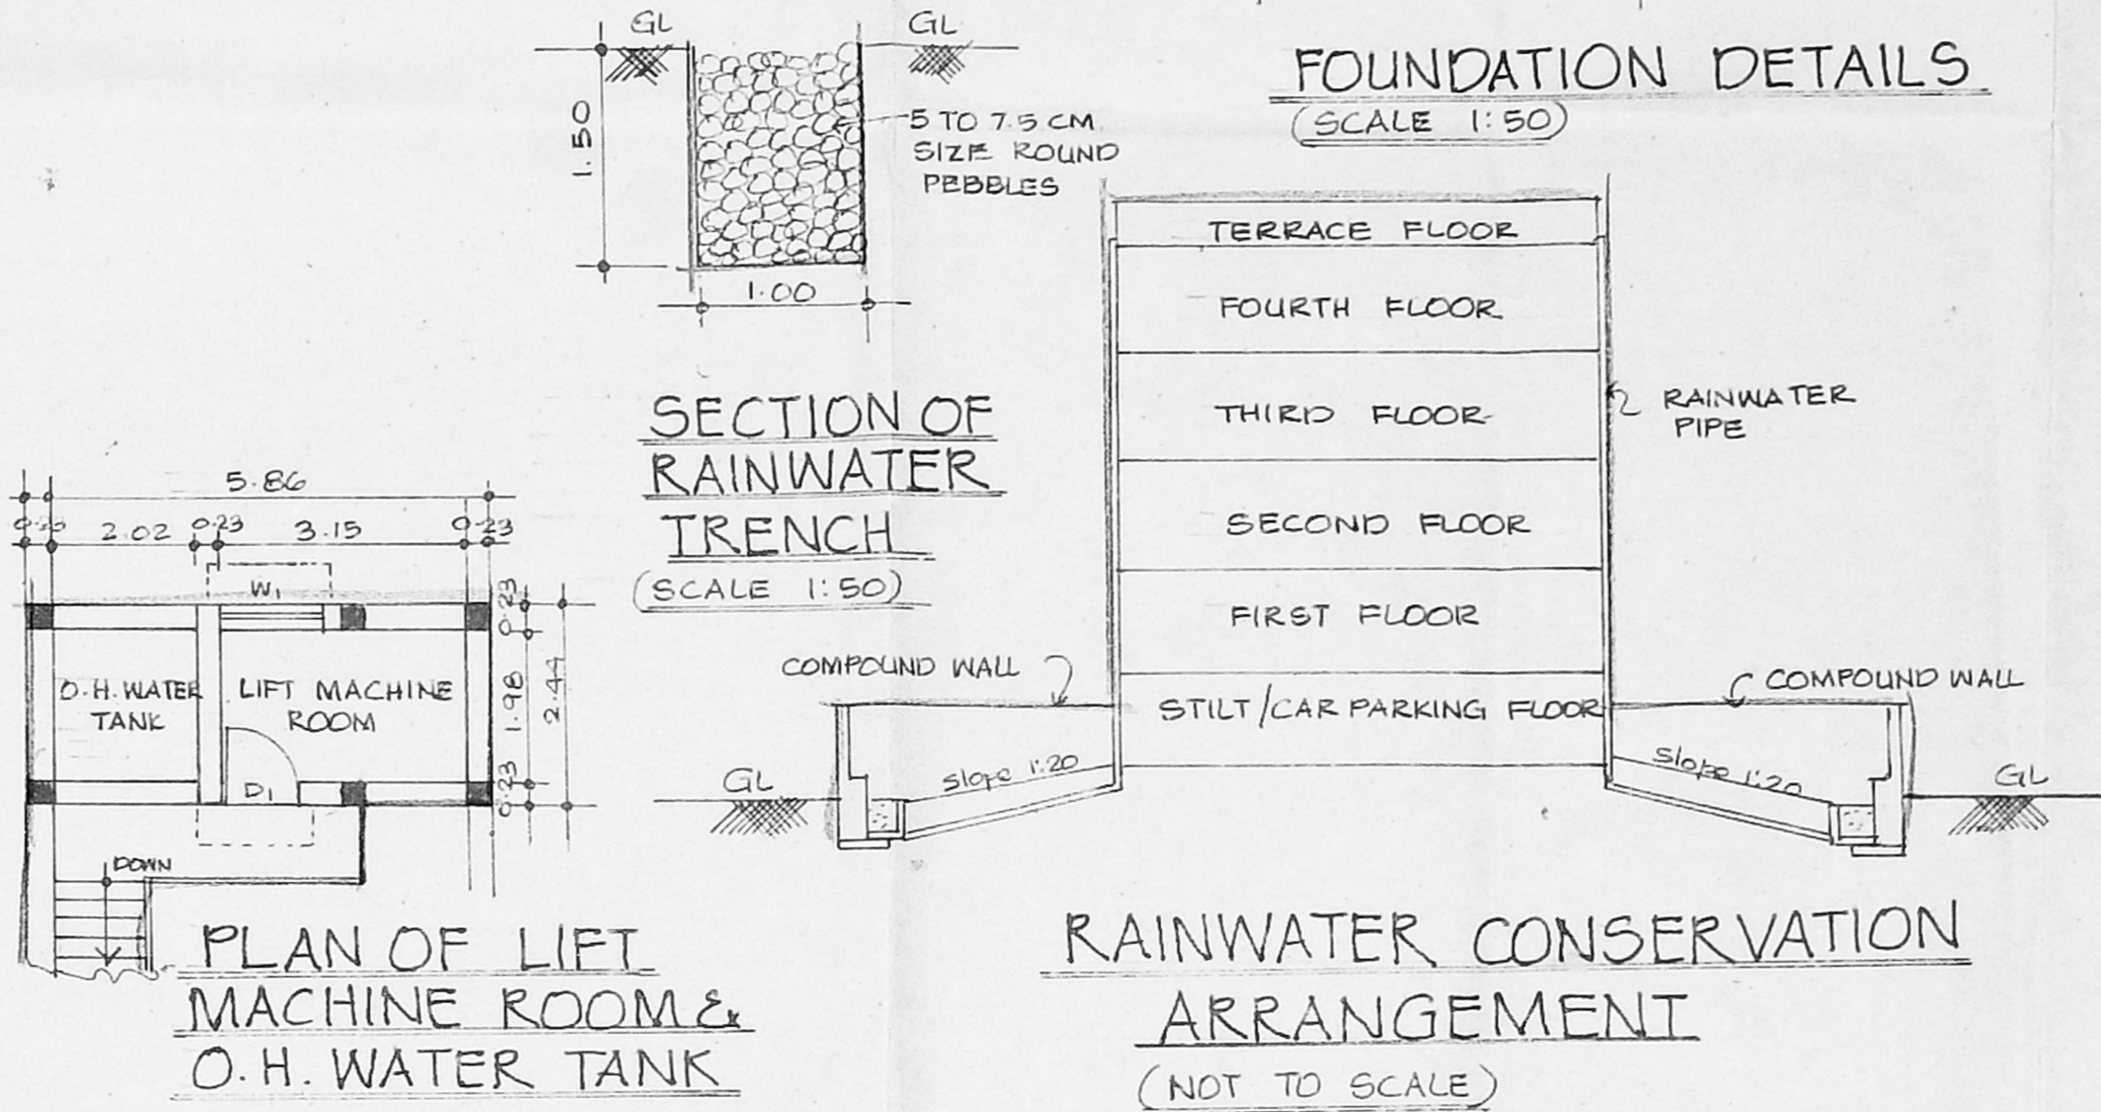 GL
GL
1.50
5 TO 7.5 CM.
SIZE ROUND
PEBBLES
1.00
SECTION OF
RAINWATER
TRENCH
(SCALE 1:50)
FOUNDATION DETAILS
(SCALE 1:50)
TERRACE FLOOR
FOURTH FLOOR
THIRD FLOOR
SECOND FLOOR
FIRST FLOOR
STILT/CAR PARKING FLOOR
RAINWATER
PIPE
COMPOUND WALL
COMPOUND WALL
Slope 1:20
Slope 1:20
GL
GL
RAINWATER CONSERVATION
ARRANGEMENT
(NOT TO SCALE)
5.86
0.23 2.02 0.23 3.15 0.23
W1
0.23
1.98
2.44
0.23
O.H. WATER
TANK
LIFT MACHINE
ROOM
D1
DOWN
PLAN OF LIFT
MACHINE ROOM &
O.H. WATER TANK